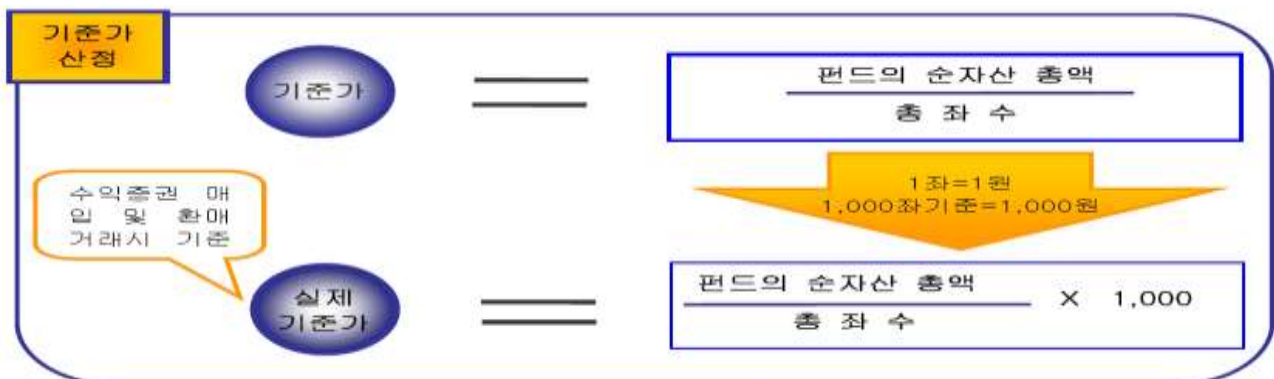 기준가
산정
기준가
펀드의 순자산 총액
총 좌 수
1좌=1원
1,000좌기준=1,000원
수익증권 매
입 및 환매
거래시 기준
실제
기준가
펀드의 순자산 총액
총 좌 수
× 1,000